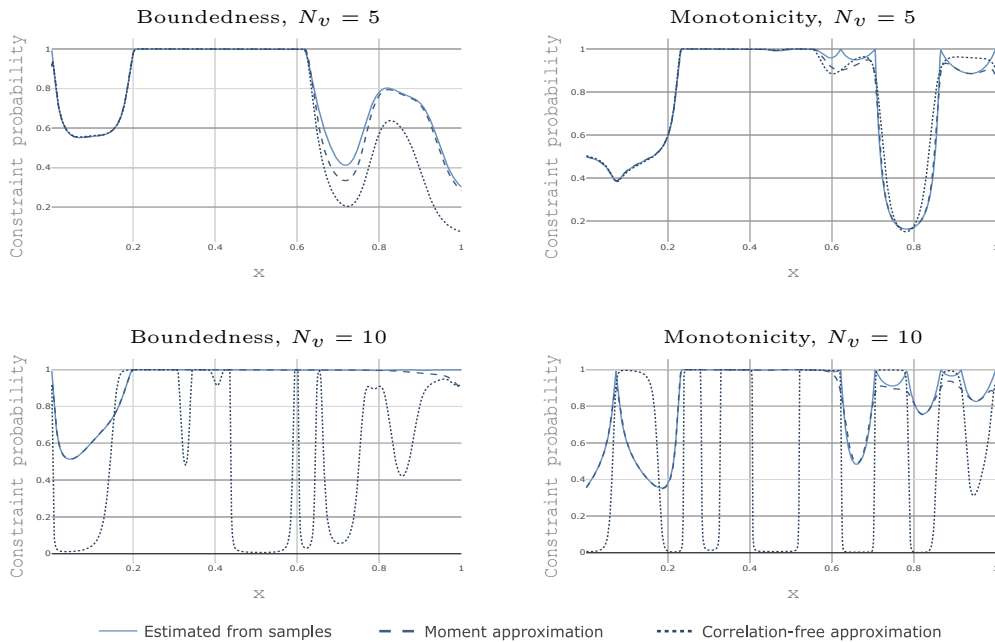 Boundedness, N_v = 5
Constraint probability
1
0.8
0.6
0.4
0.2
0.2 0.4 0.6 0.8 1
x
Monotonicity, N_v = 5
Constraint probability
1
0.8
0.6
0.4
0.2
0.2 0.4 0.6 0.8 1
x
Boundedness, N_v = 10
Constraint probability
1
0.8
0.6
0.4
0.2
0
0.2 0.4 0.6 0.8 1
x
Monotonicity, N_v = 10
Constraint probability
1
0.8
0.6
0.4
0.2
0
0.2 0.4 0.6 0.8 1
x
Estimated from samples Moment approximation Correlation-free approximation